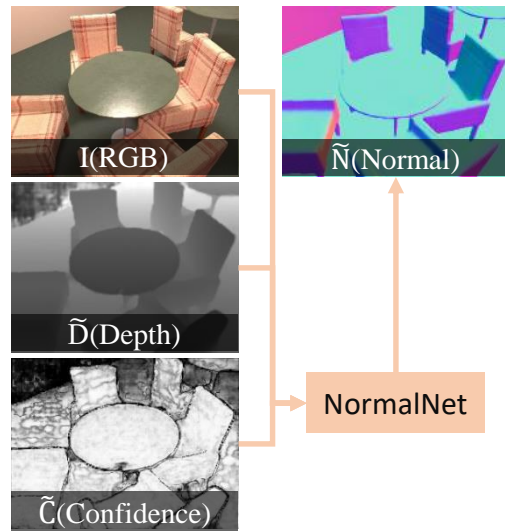 I(RGB)
Ñ(Normal)
D̃(Depth)
NormalNet
C̃(Confidence)